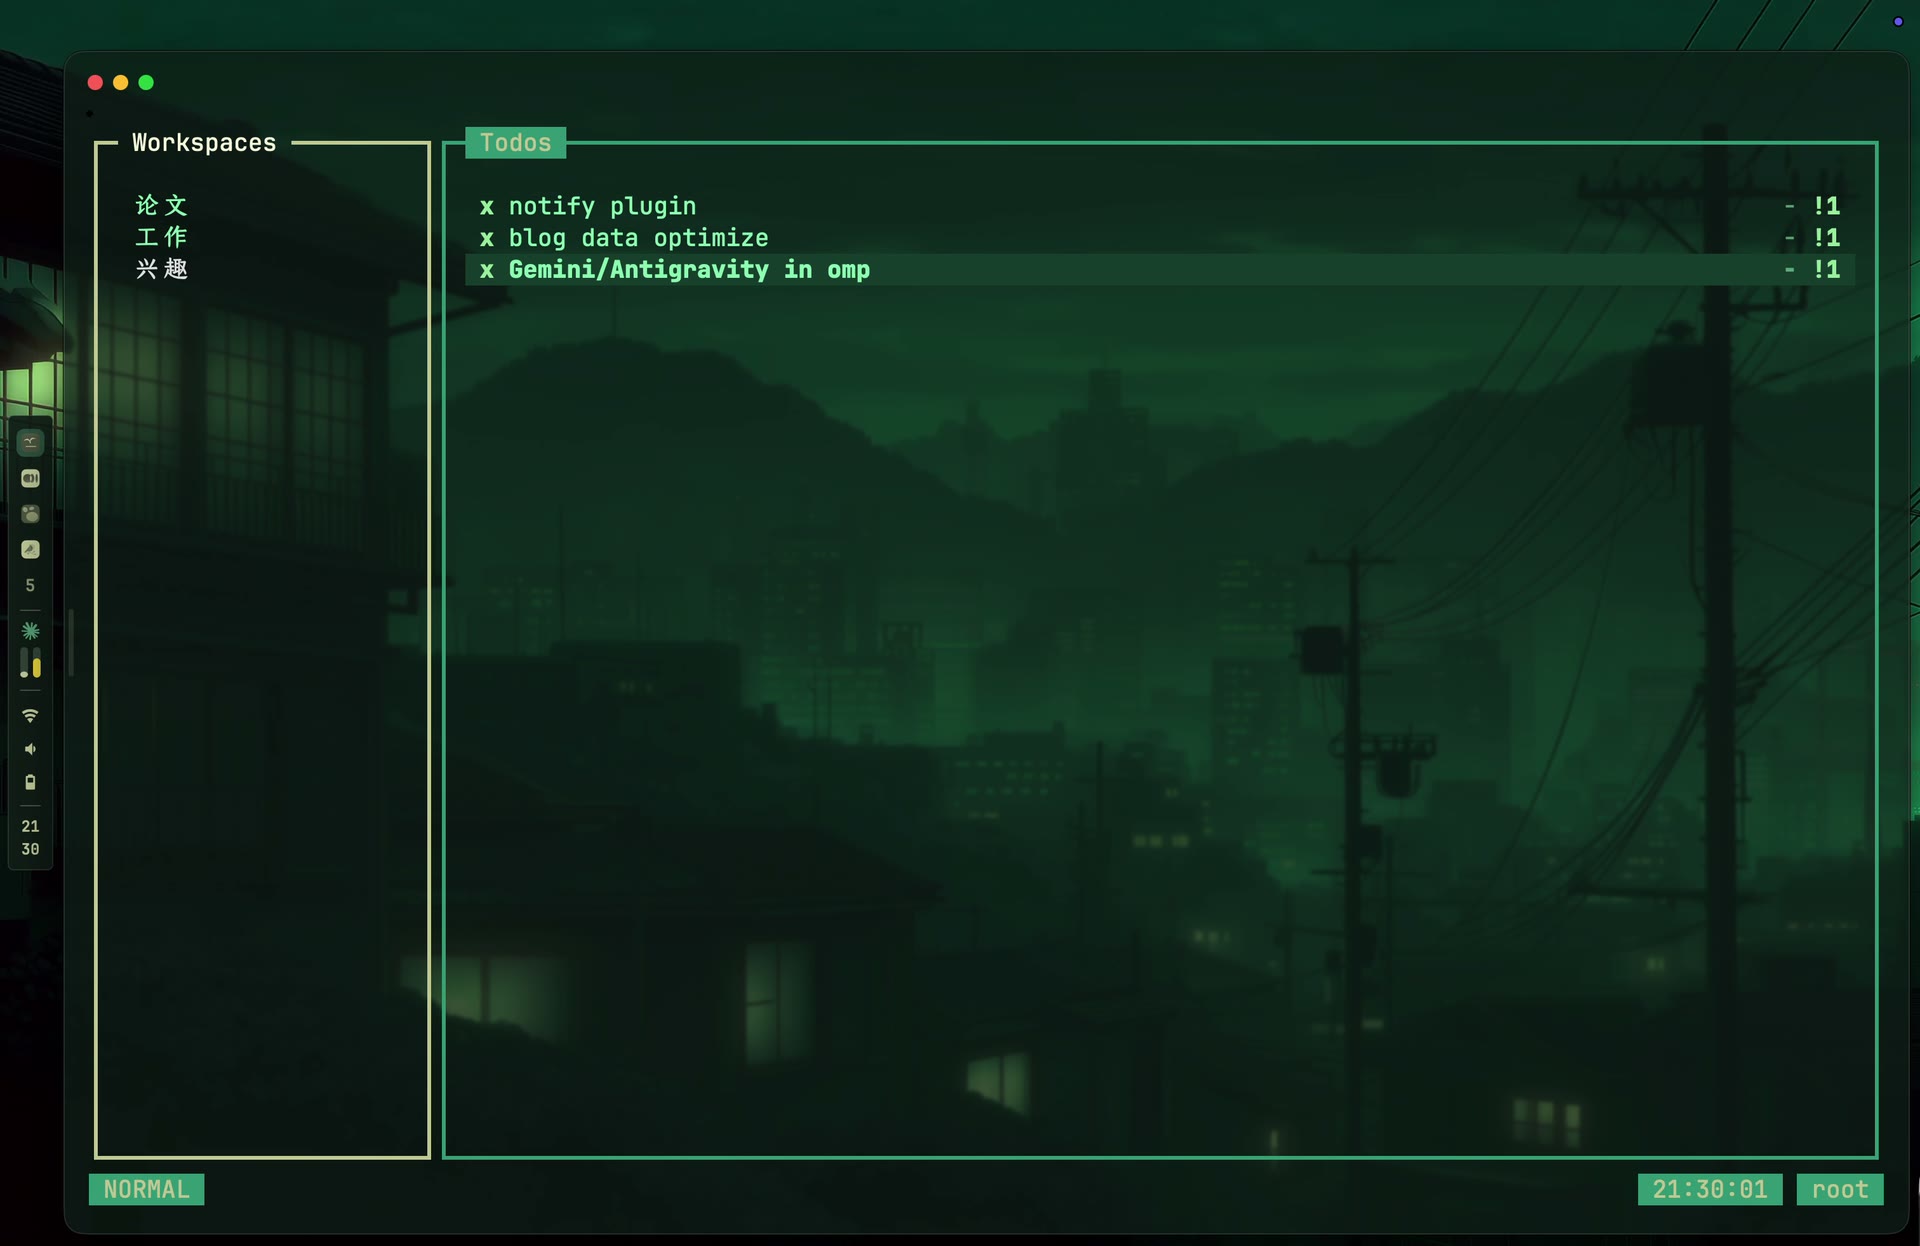 Workspaces
论文
工作
兴趣
Todos
x notify plugin - !1
x blog data optimize - !1
x Gemini/Antigravity in omp - !1
5
21
30
NORMAL
21:30:01
root